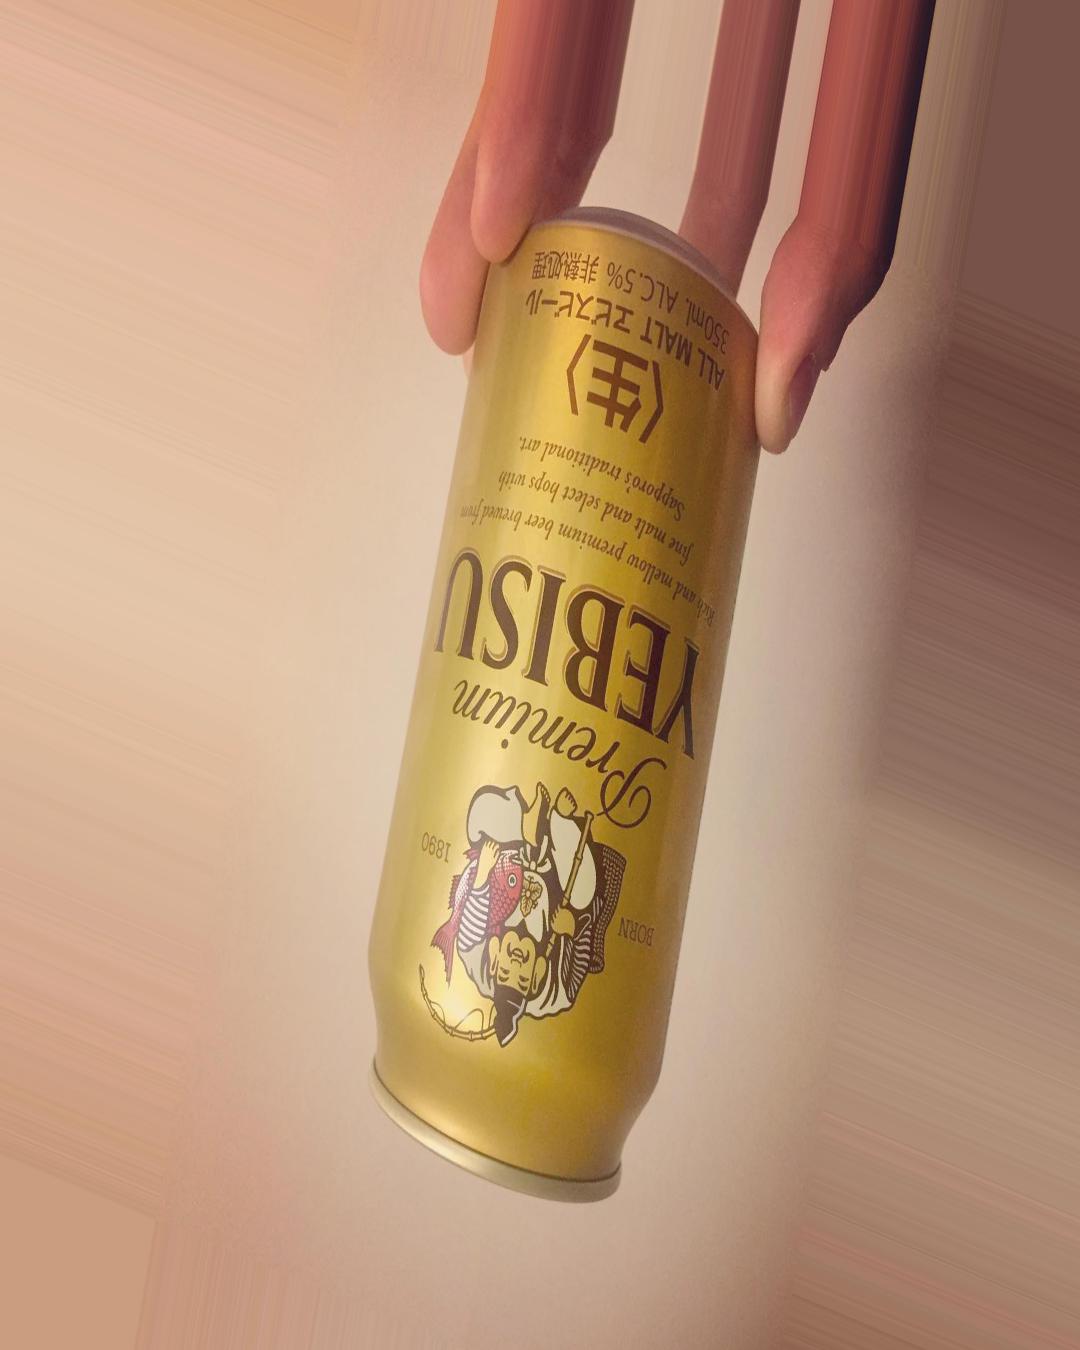 BORN 1890
Premium
YEBISU
Rich and mellow premium beer brewed from
fine malt and select hops with
Sapporo's traditional art.
〈生〉
ALL MALT ヱビスビール
350ml. ALC.5% 非熱処理